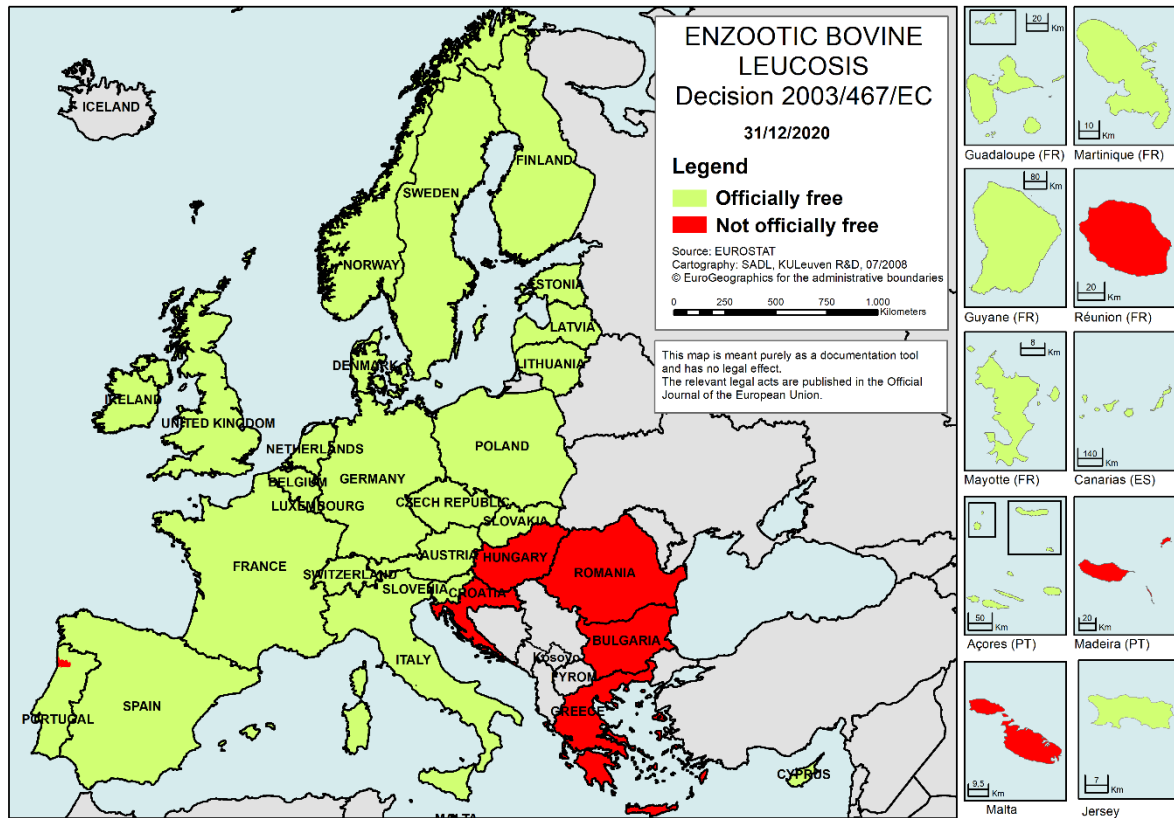 ENZOOTIC BOVINE
LEUCOSIS
Decision 2003/467/EC
31/12/2020
Legend
Officially free
Not officially free
Source: EUROSTAT
Cartography: SADL, KULeuven R&D, 07/2008
© EuroGeographics for the administrative boundaries
0 250 500 750 1.000
Kilometers
This map is meant purely as a documentation tool
and has no legal effect.
The relevant legal acts are published in the Official
Journal of the European Union.
ICELAND
FINLAND
SWEDEN
NORWAY
ESTONIA
LATVIA
DENMARK
LITHUANIA
IRELAND
UNITED KINGDOM
NETHERLANDS
POLAND
BELGIUM
GERMANY
CZECH REPUBLIC
LUXEMBOURG
SLOVAKIA
AUSTRIA
HUNGARY
FRANCE
SWITZERLAND
ROMANIA
SLOVENIA
CROATIA
BULGARIA
ITALY
Kosovo
YROM
SPAIN
PORTUGAL
GREECE
CYPRUS
MALTA
20
Km
Guadaloupe (FR)
10
Km
Martinique (FR)
80
Km
Guyane (FR)
20
Km
Réunion (FR)
8
Km
Mayotte (FR)
140
Km
Canarias (ES)
50
Km
Açores (PT)
20
Km
Madeira (PT)
9,5
Km
Malta
7
Km
Jersey